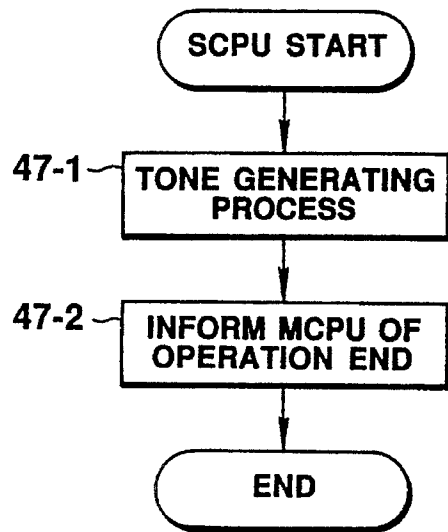 SCPU START
47-1
TONE GENERATING
PROCESS
47-2
INFORM MCPU OF
OPERATION END
END